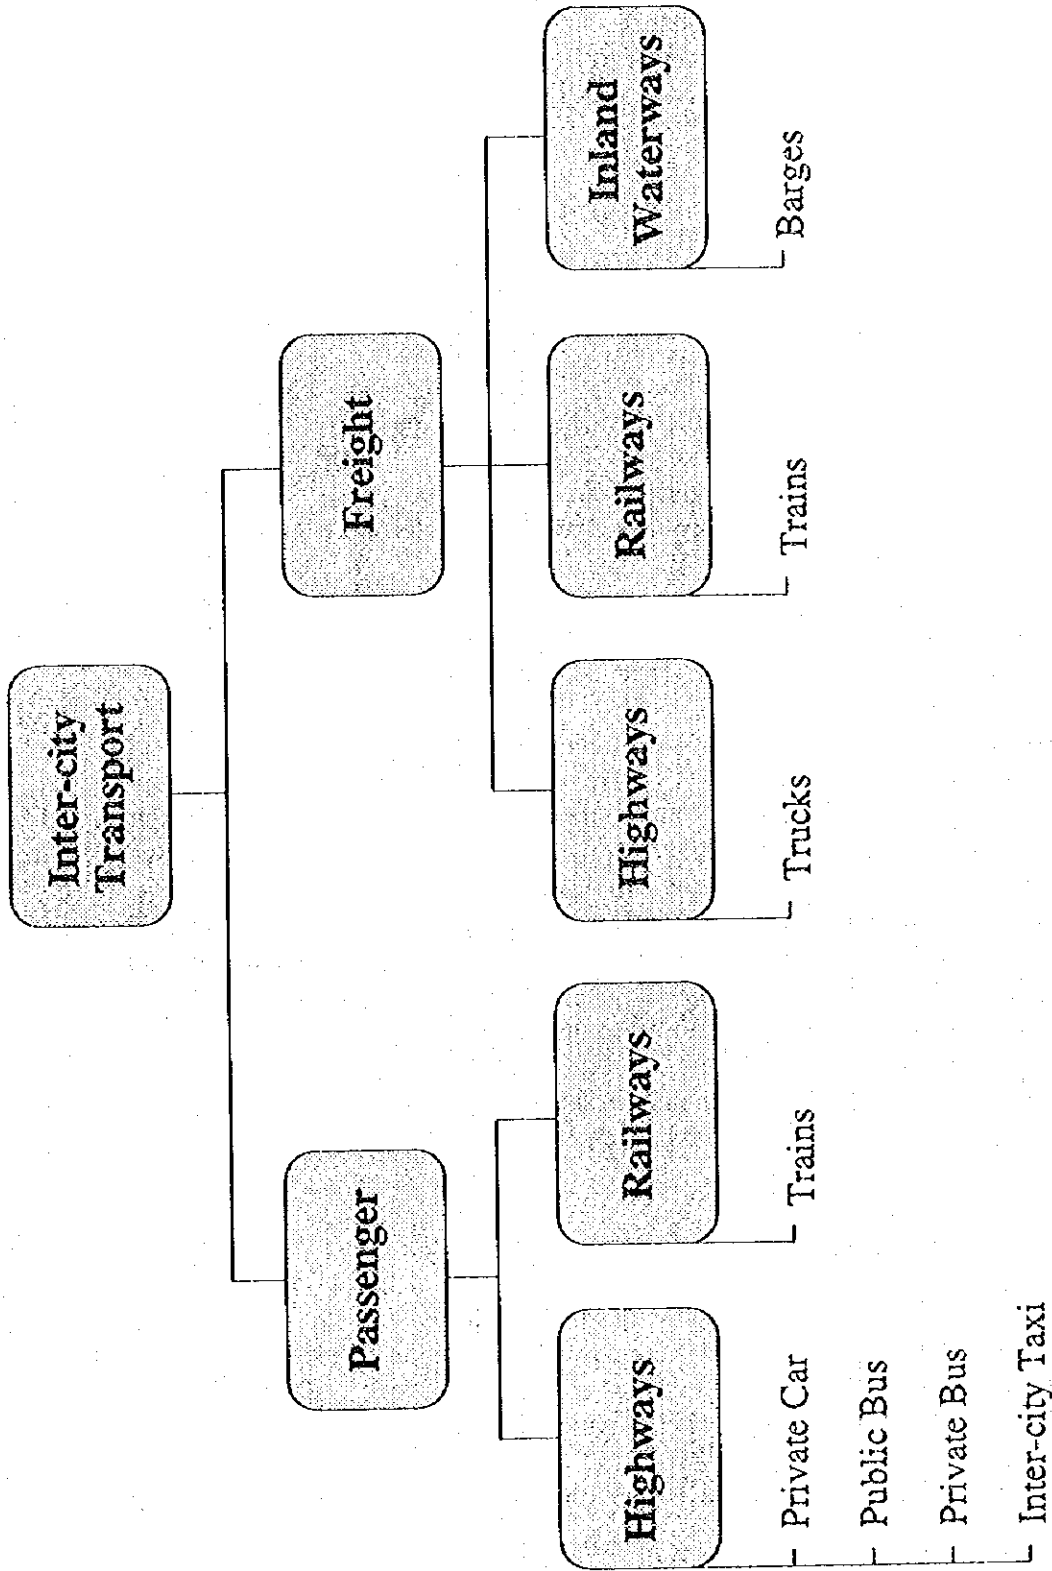 Inter-city
Transport
Passenger
Freight
Highways
Railways
Highways
Railways
Inland
Waterways
Private Car
Public Bus
Private Bus
Inter-city Taxi
Trains
Trucks
Trains
Barges